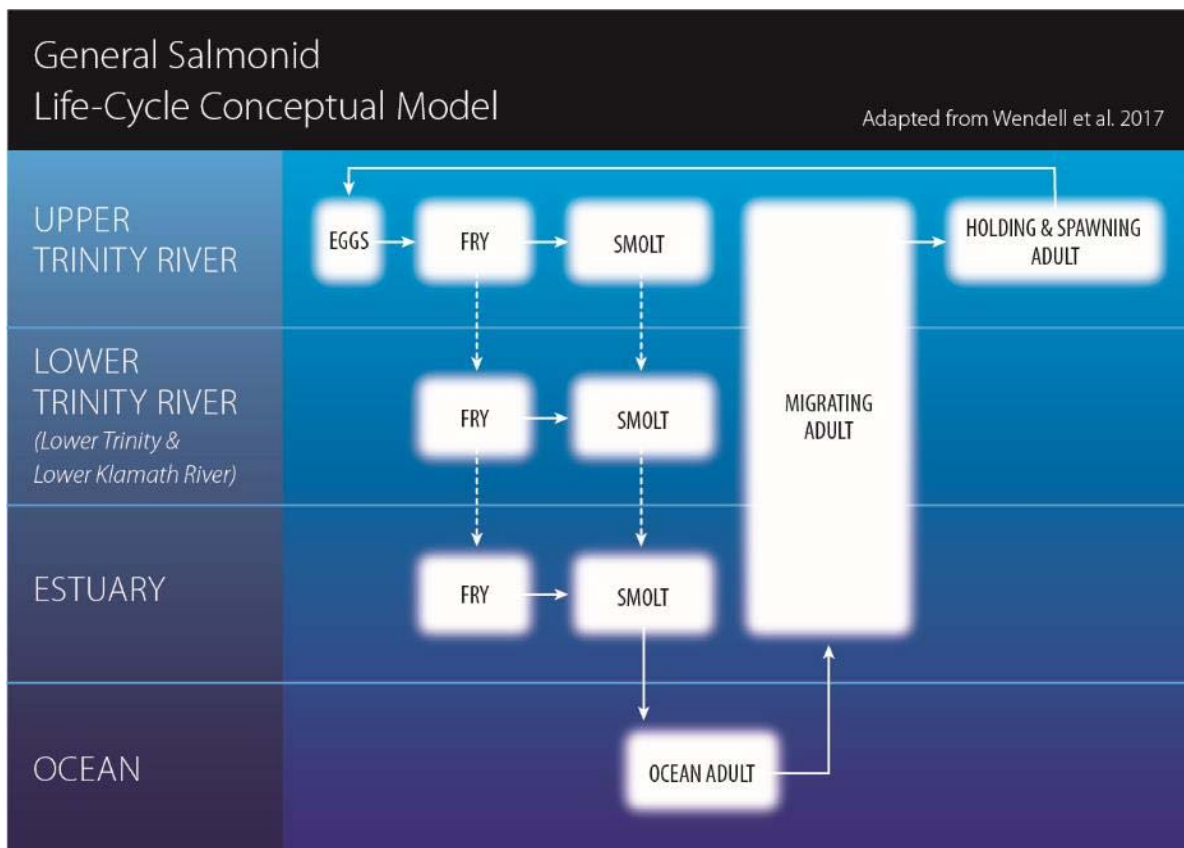 General Salmonid
Life-Cycle Conceptual Model
Adapted from Wendell et al. 2017
UPPER
TRINITY RIVER
EGGS
FRY
SMOLT
HOLDING & SPAWNING
ADULT
LOWER
TRINITY RIVER
(Lower Trinity &
Lower Klamath River)
FRY
SMOLT
MIGRATING
ADULT
ESTUARY
FRY
SMOLT
OCEAN
OCEAN ADULT